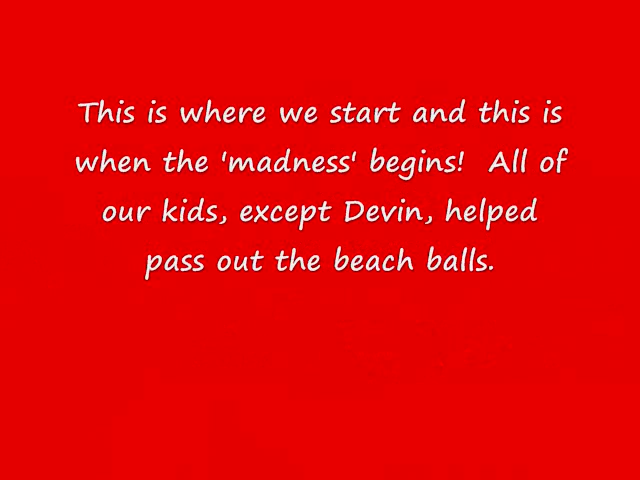 This is where we start and this is
when the 'madness' begins!  All of
our kids, except Devin, helped
pass out the beach balls.